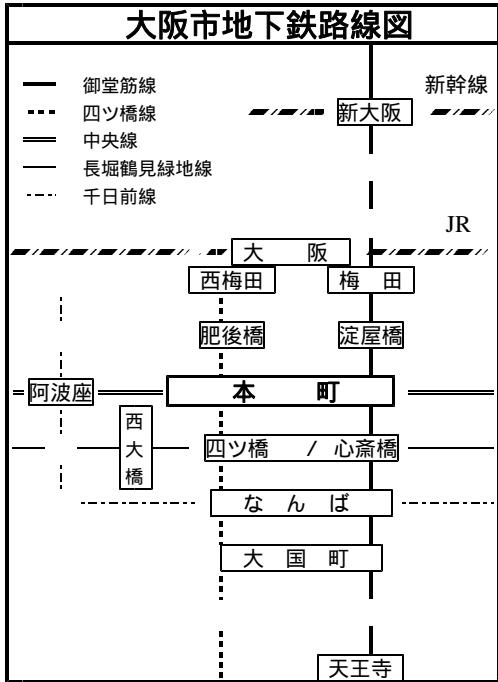 大阪市地下鉄路線図
御堂筋線
四ツ橋線
中央線
長堀鶴見緑地線
千日前線
新幹線
新大阪
JR
大 阪
西梅田
梅 田
肥後橋
淀屋橋
阿波座
本 町
西大橋
四ツ橋 / 心斎橋
な ん ば
大 国 町
天王寺